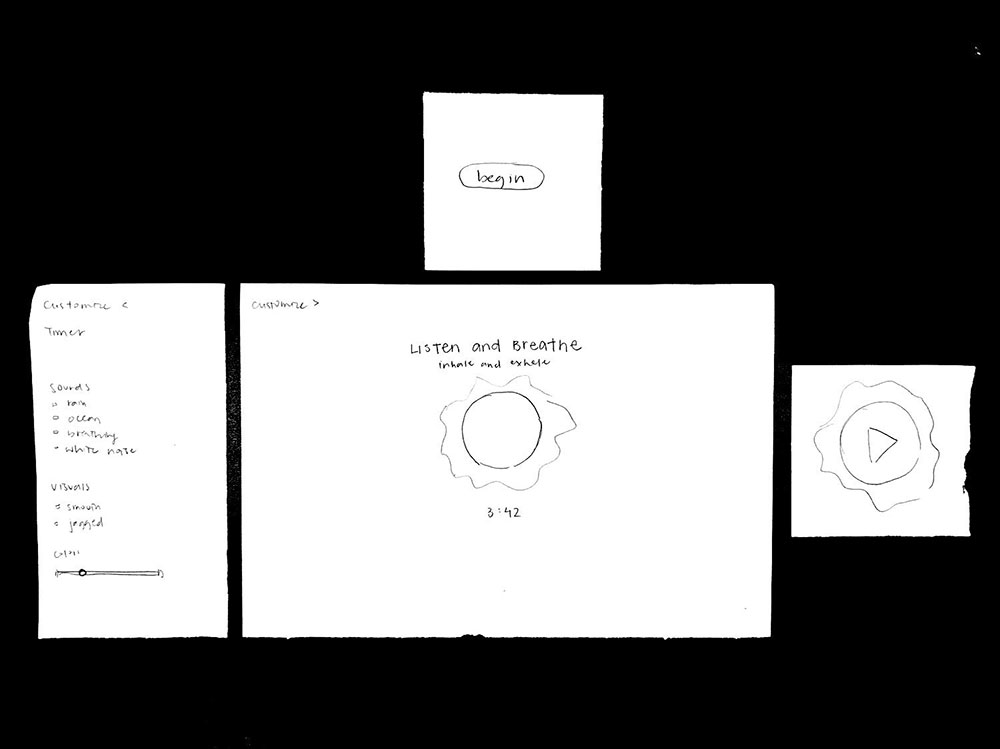 begin
Customize <
Timer
Sounds
rain
ocean
breathing
white noise
Visuals
smooth
jagged
color
customize >
Listen and Breathe
inhale and exhale
3:42